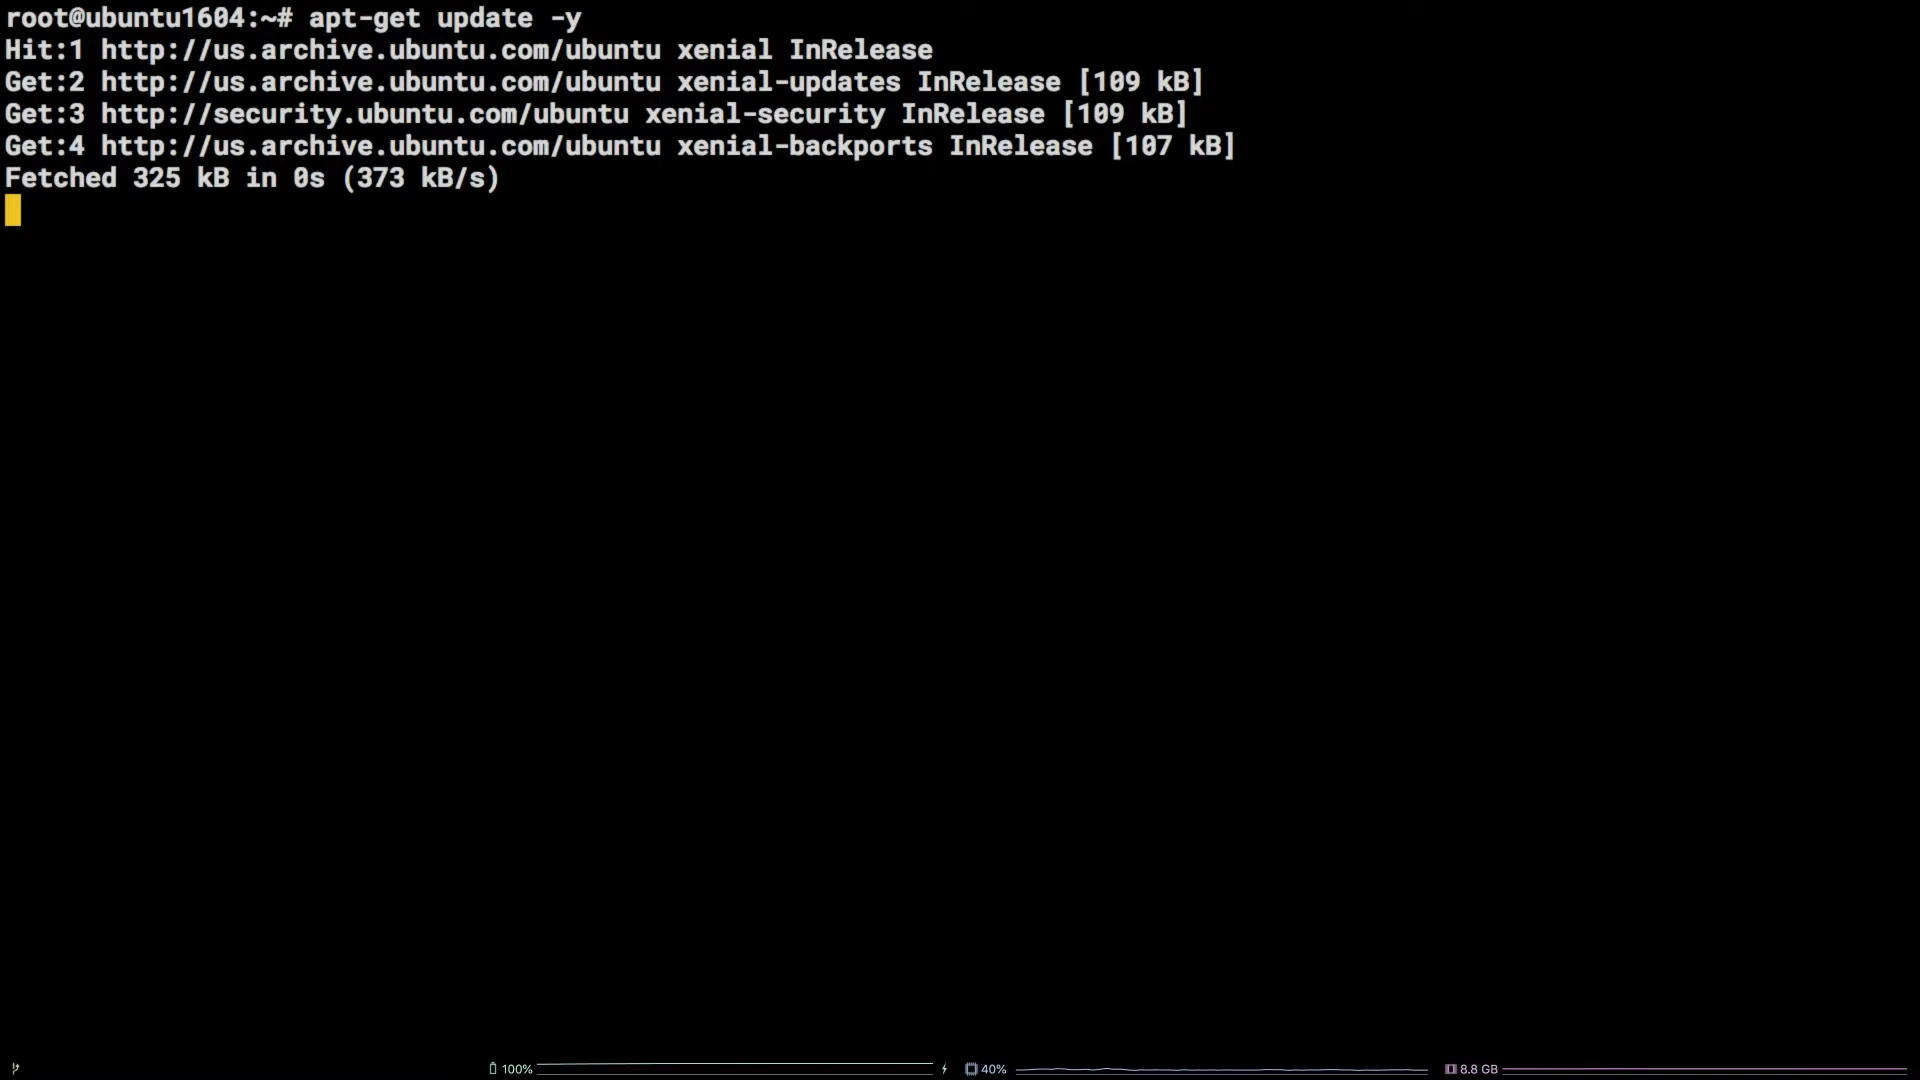 root@ubuntu1604:~# apt-get update -y
Hit:1 http://us.archive.ubuntu.com/ubuntu xenial InRelease
Get:2 http://us.archive.ubuntu.com/ubuntu xenial-updates InRelease [109 kB]
Get:3 http://security.ubuntu.com/ubuntu xenial-security InRelease [109 kB]
Get:4 http://us.archive.ubuntu.com/ubuntu xenial-backports InRelease [107 kB]
Fetched 325 kB in 0s (373 kB/s)
100% 40% 8.8 GB